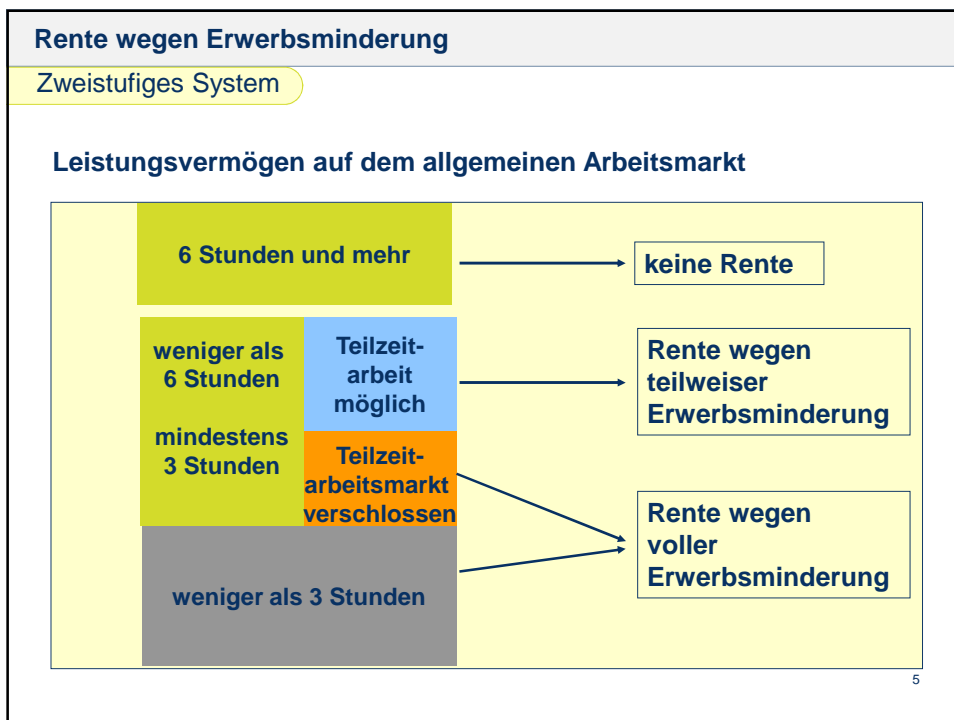 Rente wegen Erwerbsminderung
Zweistufiges System
Leistungsvermögen auf dem allgemeinen Arbeitsmarkt
6 Stunden und mehr
keine Rente
weniger als
6 Stunden
mindestens
3 Stunden
Teilzeit-
arbeit
möglich
Rente wegen
teilweiser
Erwerbsminderung
Teilzeit-
arbeitsmarkt
verschlossen
Rente wegen
voller
Erwerbsminderung
weniger als 3 Stunden
5